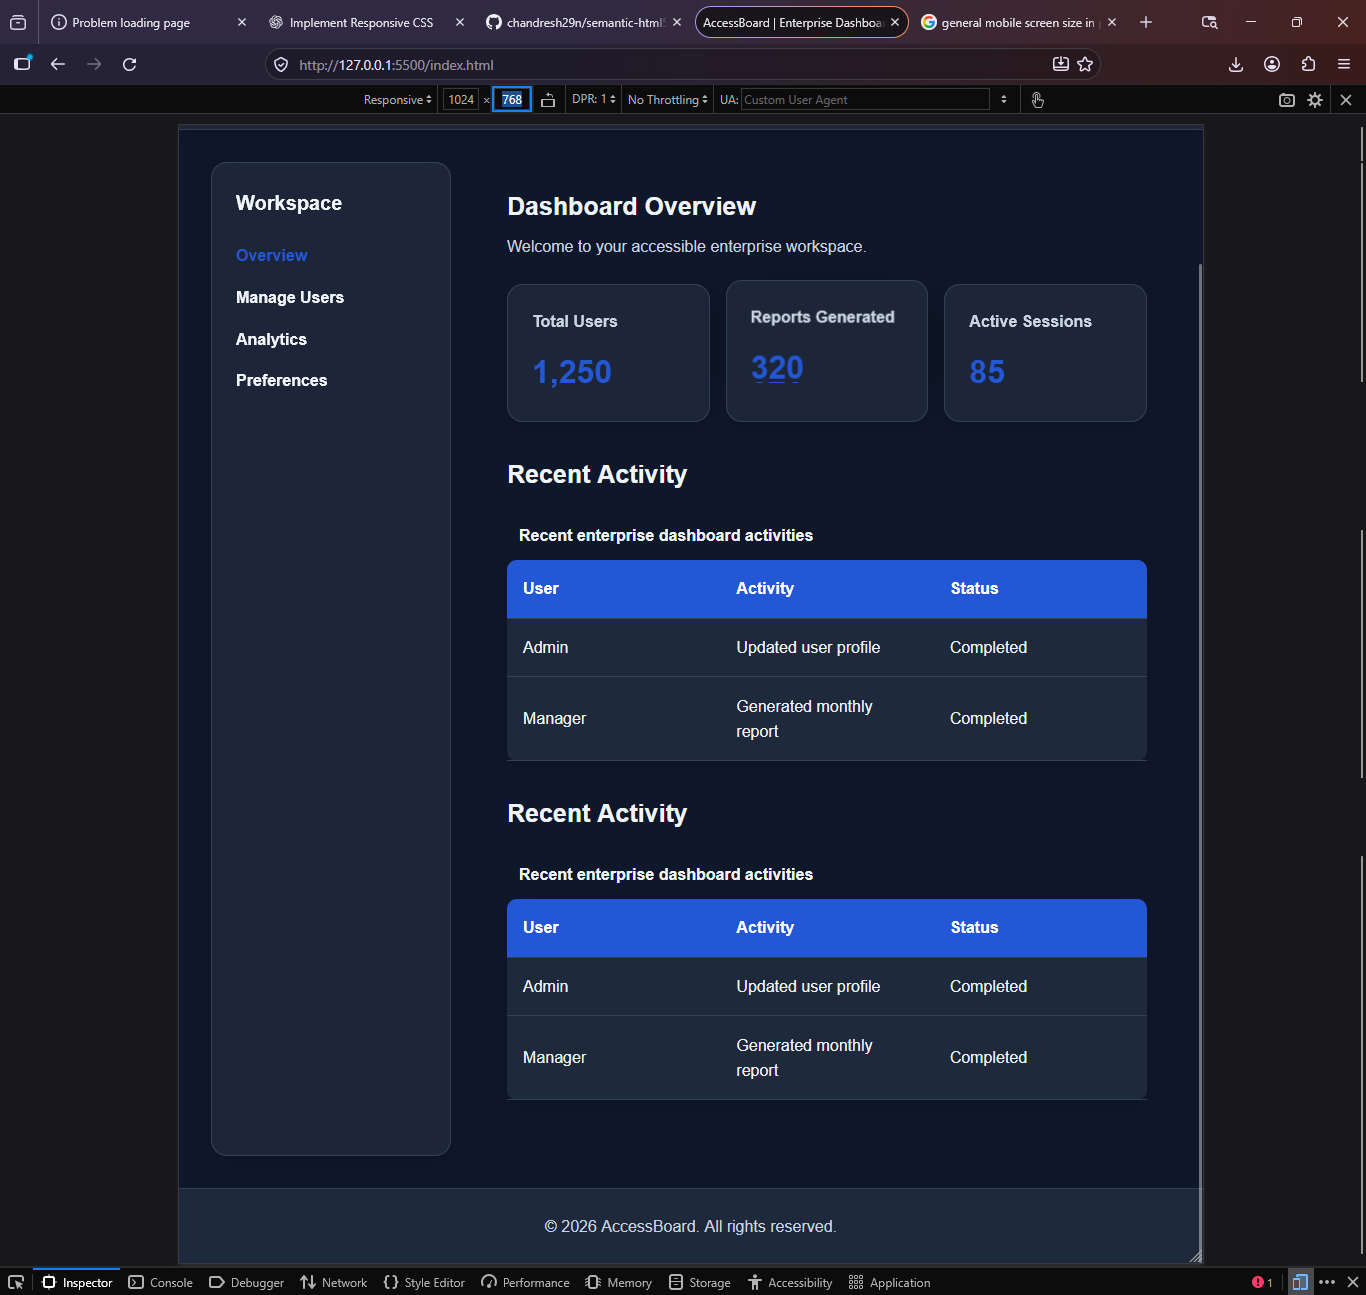 Problem loading page
Implement Responsive CSS
chandresh29n/semantic-html5
AccessBoard | Enterprise Dashboa
general mobile screen size in
http://127.0.0.1:5500/index.html
Responsive 1024 × 768 DPR: 1 No Throttling UA: Custom User Agent
Workspace
Overview
Manage Users
Analytics
Preferences
Dashboard Overview
Welcome to your accessible enterprise workspace.
Total Users
1,250
Reports Generated
320
Active Sessions
85
Recent Activity
Recent enterprise dashboard activities
User Activity Status
Admin Updated user profile Completed
Manager Generated monthly report Completed
Recent Activity
Recent enterprise dashboard activities
User Activity Status
Admin Updated user profile Completed
Manager Generated monthly report Completed
© 2026 AccessBoard. All rights reserved.
Inspector Console Debugger Network Style Editor Performance Memory Storage Accessibility Application 1